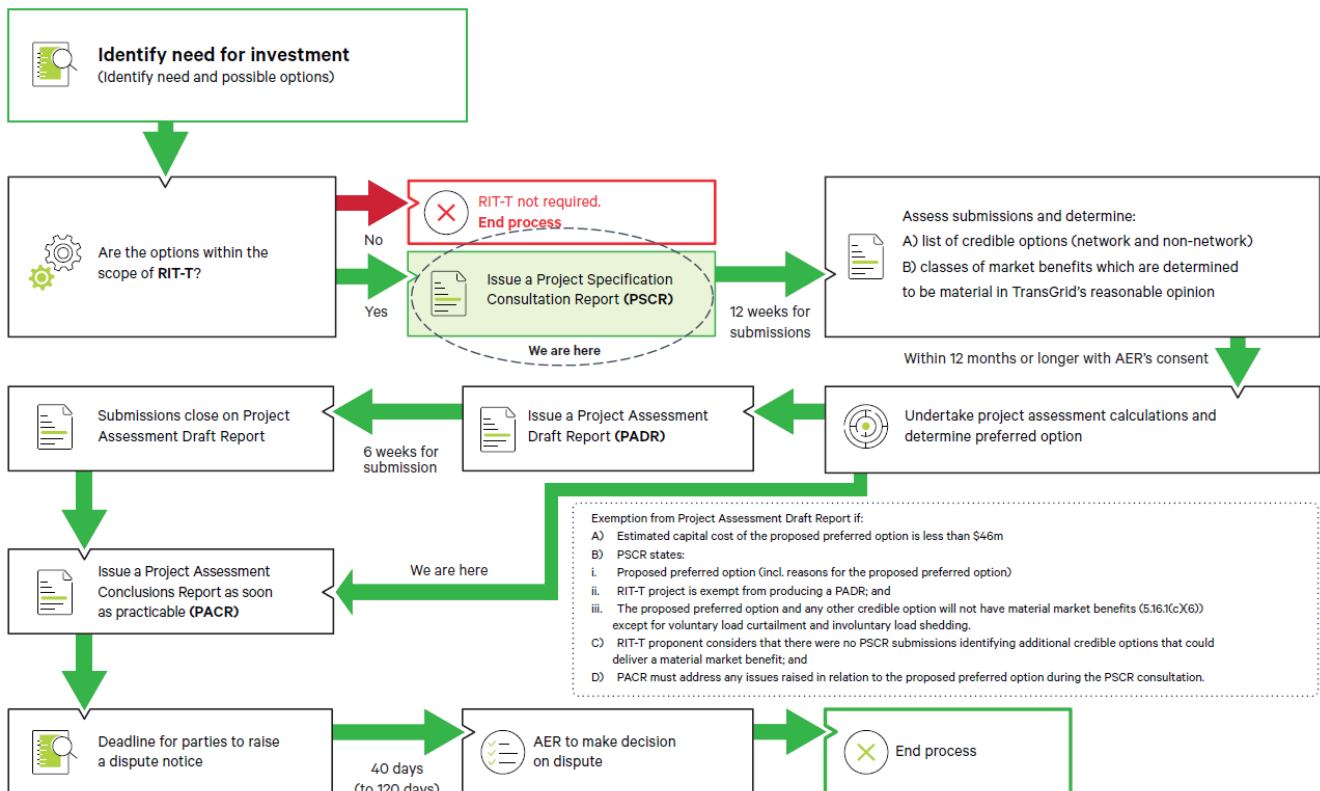 Identify need for investment
(Identify need and possible options)
Are the options within the
scope of RIT-T?
No
Yes
RIT-T not required.
End process
Issue a Project Specification
Consultation Report (PSCR)
We are here
12 weeks for
submissions
Assess submissions and determine:
A) list of credible options (network and non-network)
B) classes of market benefits which are determined
to be material in TransGrid's reasonable opinion
Within 12 months or longer with AER's consent
Undertake project assessment calculations and
determine preferred option
Issue a Project Assessment
Draft Report (PADR)
6 weeks for
submission
Submissions close on Project
Assessment Draft Report
Exemption from Project Assessment Draft Report if:
A) Estimated capital cost of the proposed preferred option is less than $46m
B) PSCR states:
i. Proposed preferred option (incl. reasons for the proposed preferred option)
ii. RIT-T project is exempt from producing a PADR; and
iii. The proposed preferred option and any other credible option will not have material market benefits (5.16.1(c)(6))
except for voluntary load curtailment and involuntary load shedding.
C) RIT-T proponent considers that there were no PSCR submissions identifying additional credible options that could
deliver a material market benefit; and
D) PACR must address any issues raised in relation to the proposed preferred option during the PSCR consultation.
We are here
Issue a Project Assessment
Conclusions Report as soon
as practicable (PACR)
Deadline for parties to raise
a dispute notice
40 days
(to 120 days)
AER to make decision
on dispute
End process